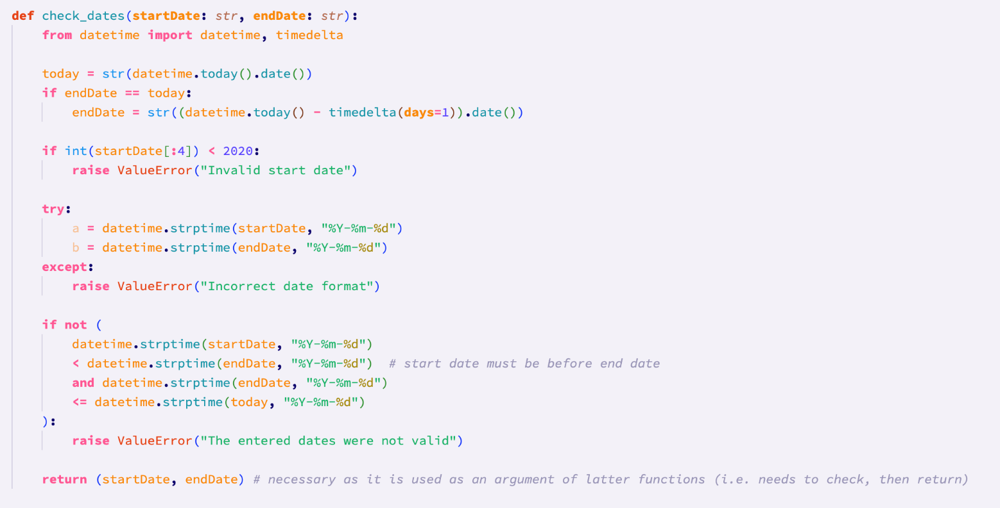 def check_dates(startDate: str, endDate: str):
    from datetime import datetime, timedelta

    today = str(datetime.today().date())
    if endDate == today:
        endDate = str((datetime.today() - timedelta(days=1)).date())

    if int(startDate[:4]) < 2020:
        raise ValueError("Invalid start date")

    try:
        a = datetime.strptime(startDate, "%Y-%m-%d")
        b = datetime.strptime(endDate, "%Y-%m-%d")
    except:
        raise ValueError("Incorrect date format")

    if not (
        datetime.strptime(startDate, "%Y-%m-%d")
        < datetime.strptime(endDate, "%Y-%m-%d")  # start date must be before end date
        and datetime.strptime(endDate, "%Y-%m-%d")
        <= datetime.strptime(today, "%Y-%m-%d")
    ):
        raise ValueError("The entered dates were not valid")

    return (startDate, endDate) # necessary as it is used as an argument of latter functions (i.e. needs to check, then return)